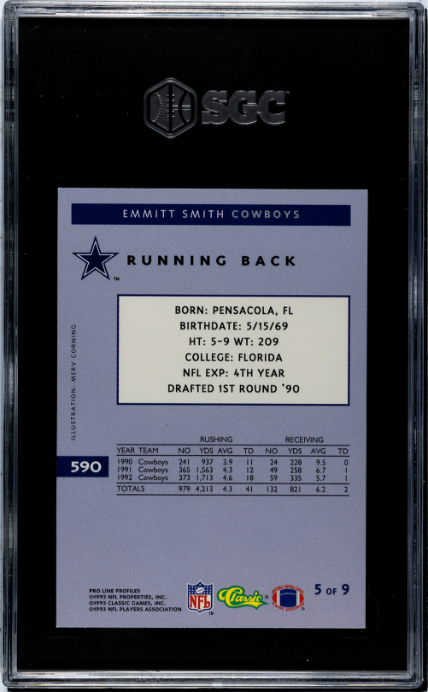 SGC
EMMITT SMITH COWBOYS
RUNNING BACK
TM
BORN: PENSACOLA, FL
BIRTHDATE: 5/15/69
HT: 5-9 WT: 209
COLLEGE: FLORIDA
NFL EXP: 4TH YEAR
DRAFTED 1ST ROUND '90
ILLUSTRATION: MERV CORNING
RUSHING RECEIVING
YEAR TEAM NO YDS AVG TD NO YDS AVG TD
1990 Cowboys 241 937 3.9 11 24 228 9.5 0
1991 Cowboys 365 1,563 4.3 12 49 258 6.7 1
1992 Cowboys 373 1,713 4.6 18 59 335 5.7 1
TOTALS 979 4,213 4.3 41 132 821 6.2 2
590
PRO LINE PROFILES
©1993 NFL PROPERTIES, INC.
©1993 CLASSIC GAMES, INC.
©1993 NFL PLAYERS ASSOCIATION
NFL
Classic
5 OF 9